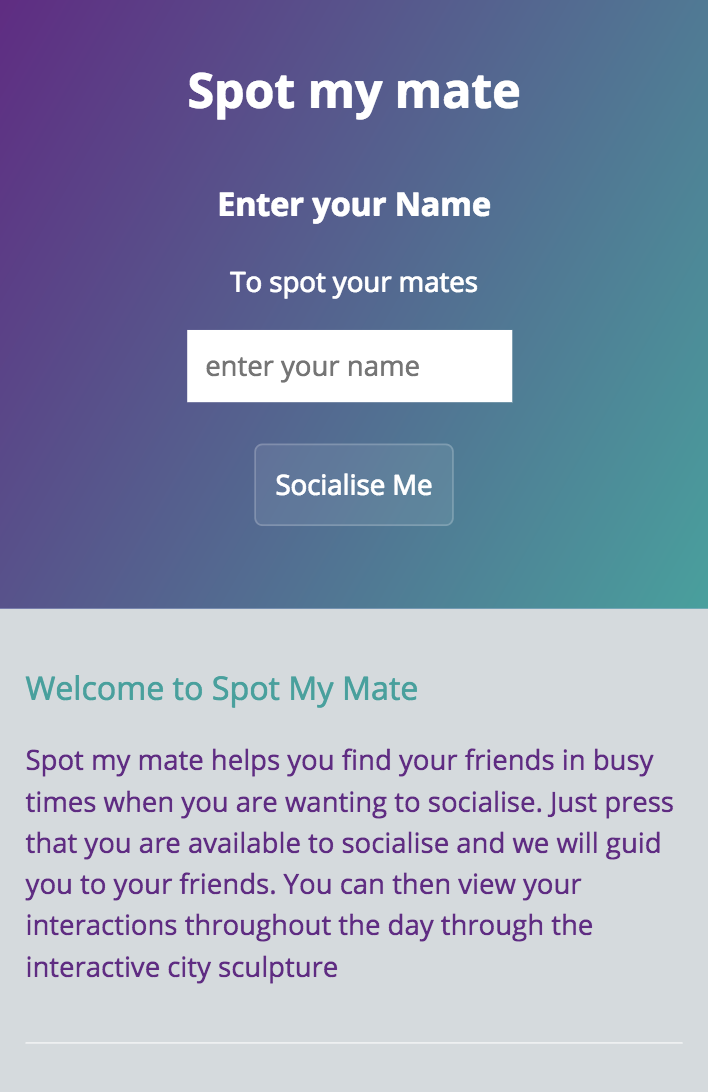 Spot my mate
Enter your Name
To spot your mates
enter your name
Socialise Me
Welcome to Spot My Mate
Spot my mate helps you find your friends in busy
times when you are wanting to socialise. Just press
that you are available to socialise and we will guid
you to your friends. You can then view your
interactions throughout the day through the
interactive city sculpture